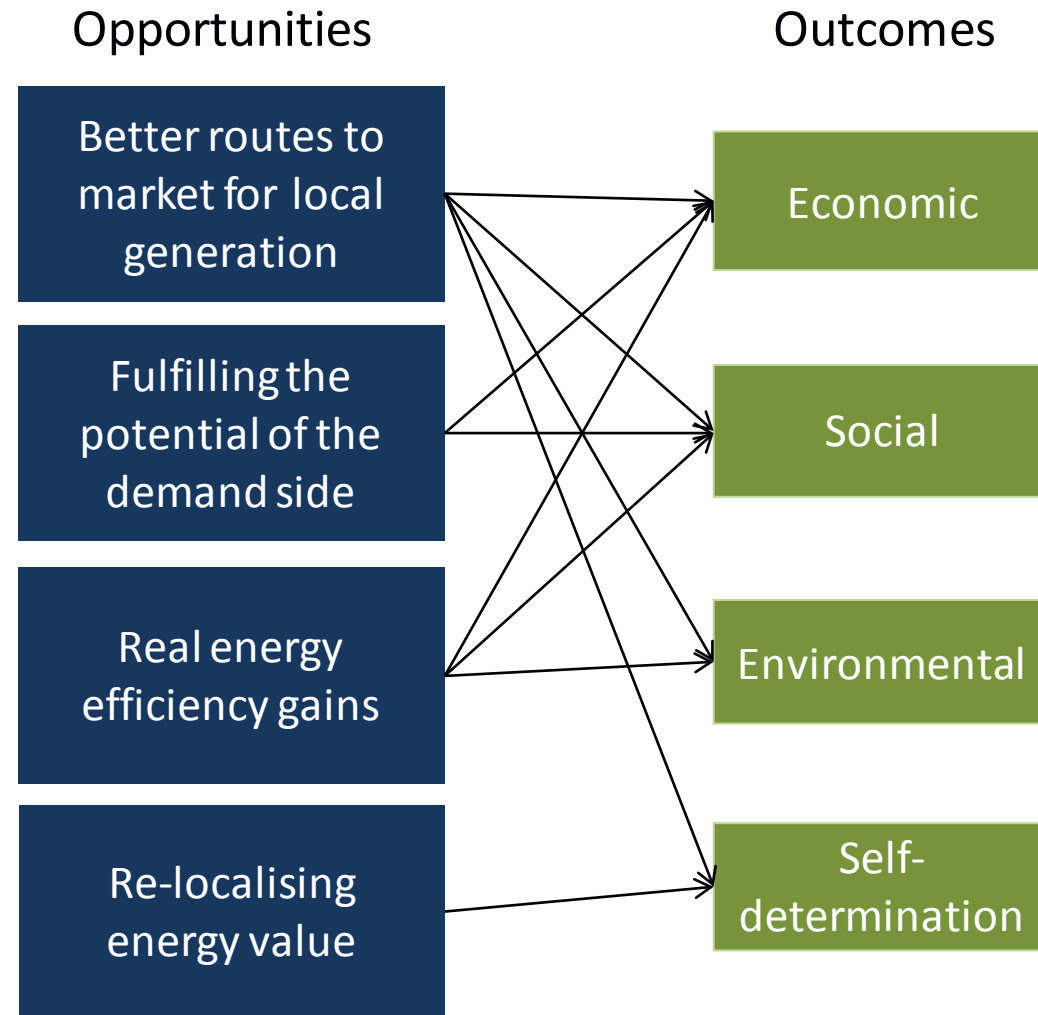 Opportunities
Outcomes
Better routes to
market for local
generation
Economic
Fulfilling the
potential of the
demand side
Social
Real energy
efficiency gains
Environmental
Re-localising
energy value
Self-
determination